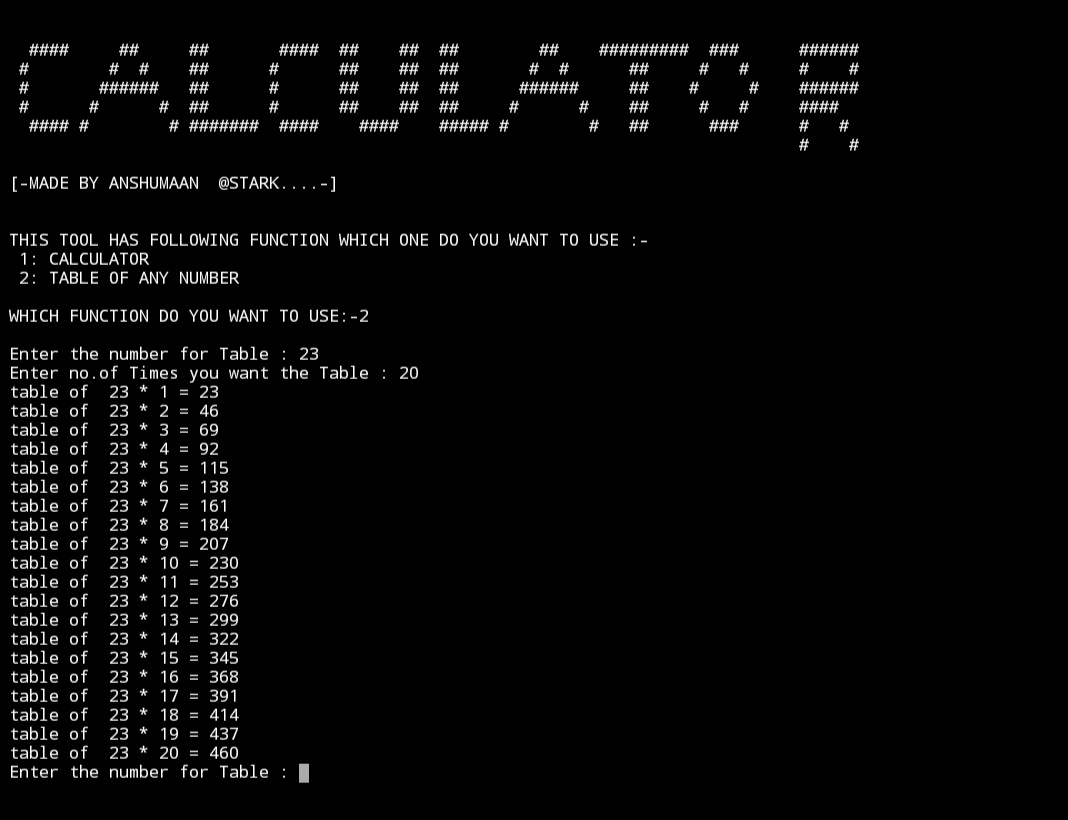 CALCULATOR
[-MADE BY ANSHUMAAN  @STARK....-]
THIS TOOL HAS FOLLOWING FUNCTION WHICH ONE DO YOU WANT TO USE :-
1: CALCULATOR
2: TABLE OF ANY NUMBER
WHICH FUNCTION DO YOU WANT TO USE:-2
Enter the number for Table : 23
Enter no.of Times you want the Table : 20
table of  23 * 1 = 23
table of  23 * 2 = 46
table of  23 * 3 = 69
table of  23 * 4 = 92
table of  23 * 5 = 115
table of  23 * 6 = 138
table of  23 * 7 = 161
table of  23 * 8 = 184
table of  23 * 9 = 207
table of  23 * 10 = 230
table of  23 * 11 = 253
table of  23 * 12 = 276
table of  23 * 13 = 299
table of  23 * 14 = 322
table of  23 * 15 = 345
table of  23 * 16 = 368
table of  23 * 17 = 391
table of  23 * 18 = 414
table of  23 * 19 = 437
table of  23 * 20 = 460
Enter the number for Table :